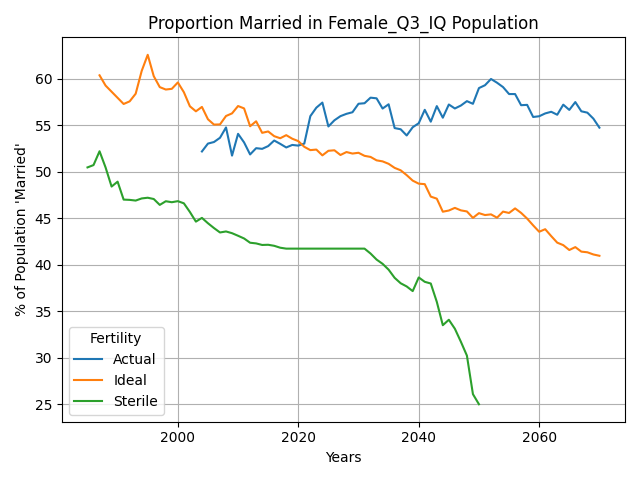 Proportion Married in Female_Q3_IQ Population
% of Population 'Married'
60
55
50
45
40
35
30
25
Fertility
Actual
Ideal
Sterile
2000 2020 2040 2060
Years